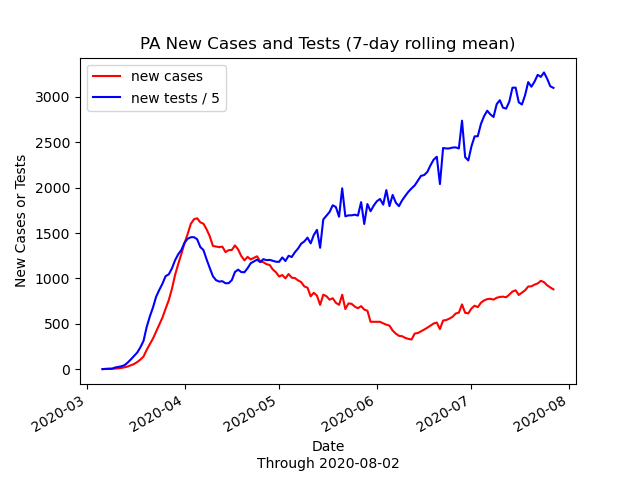 PA New Cases and Tests (7-day rolling mean)
new cases
new tests / 5
New Cases or Tests
3000
2500
2000
1500
1000
500
0
2020-03
2020-04
2020-05
2020-06
2020-07
2020-08
Date
Through 2020-08-02